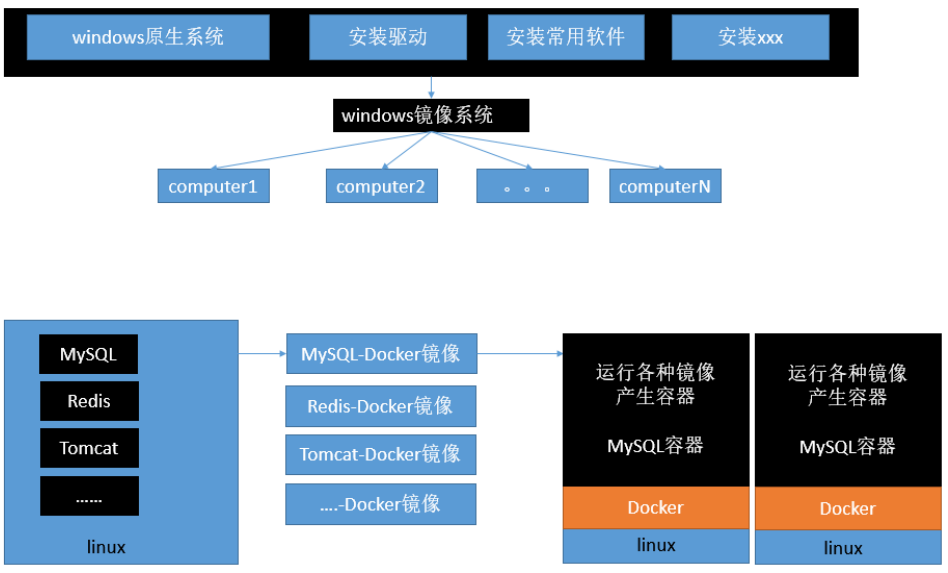 windows原生系统
安装驱动
安装常用软件
安装xxx
windows镜像系统
computer1
computer2
。。。
computerN
MySQL
Redis
Tomcat
......
linux
MySQL-Docker镜像
Redis-Docker镜像
Tomcat-Docker镜像
....-Docker镜像
运行各种镜像
产生容器
MySQL容器
Docker
linux
运行各种镜像
产生容器
MySQL容器
Docker
linux